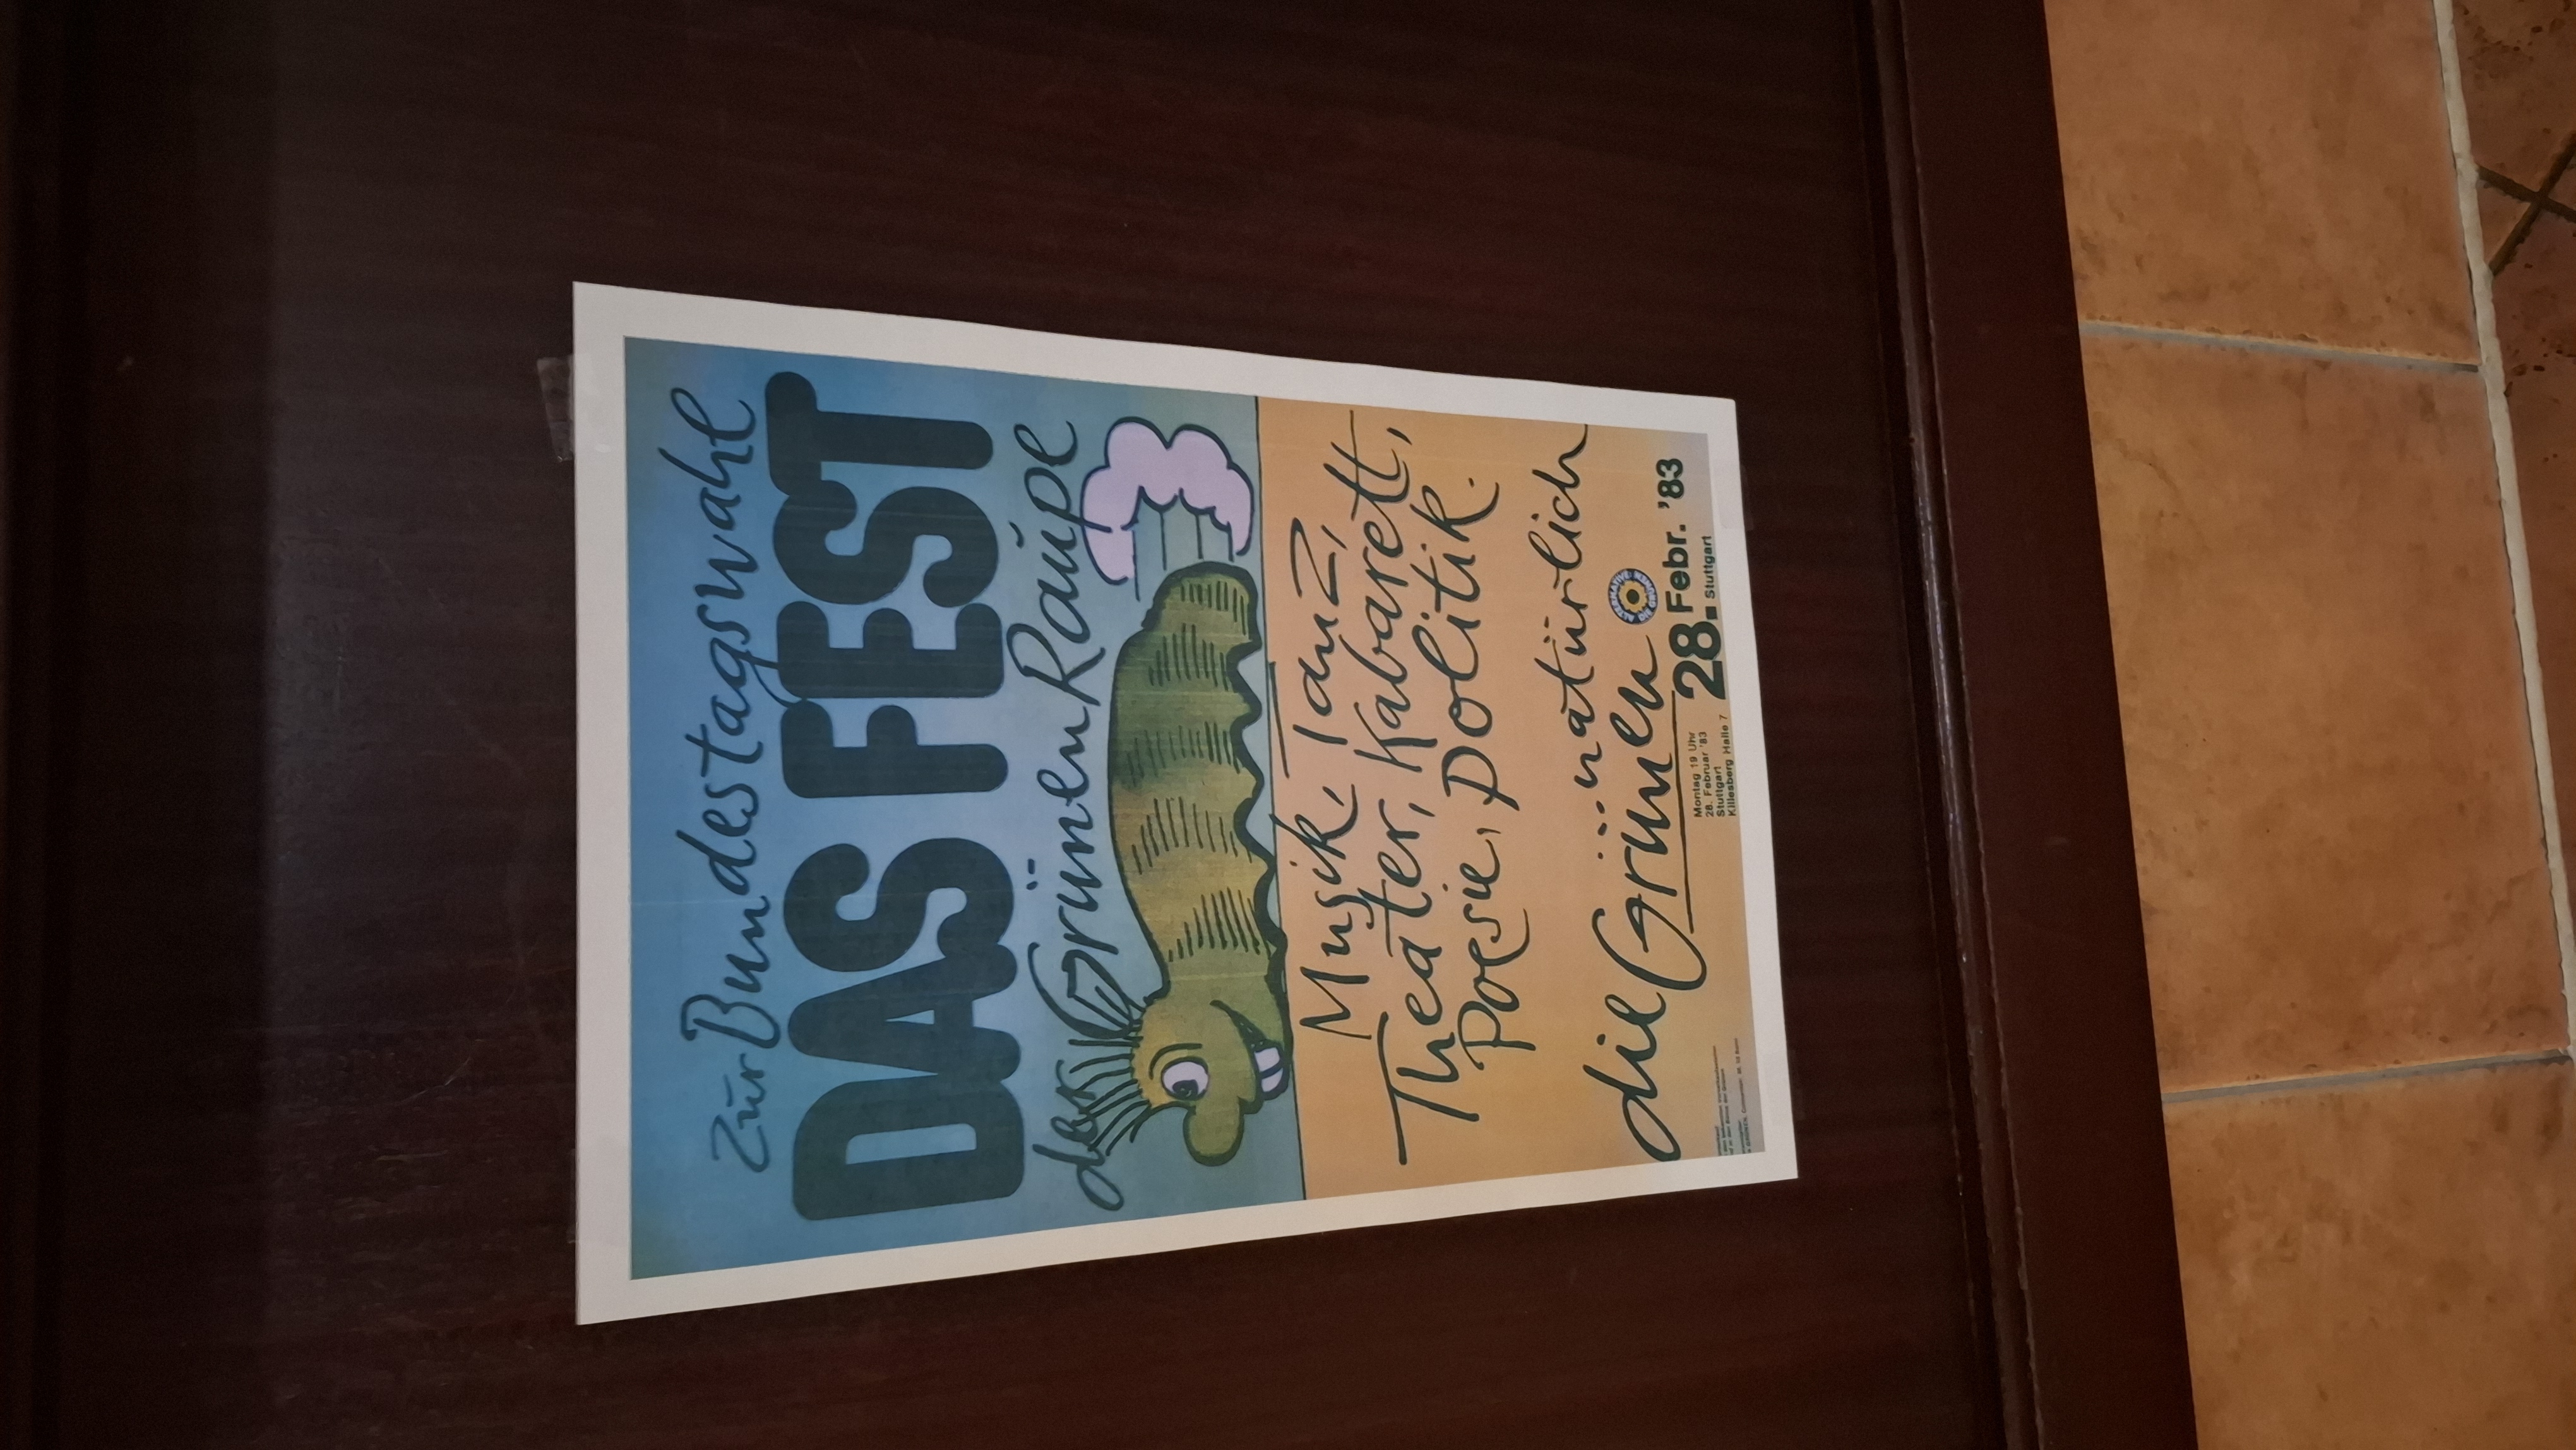 Zur Bundestagswahl
DAS FEST
der Grünen Raupe
Musik, Tanz,
Theater, Kabarett,
Poesie, Politik.
...natürlich
die Grünen
28. Febr. '83
Stuttgart
Montag 19 Uhr
28. Februar '83
Stuttgart
Killesberg Halle 7